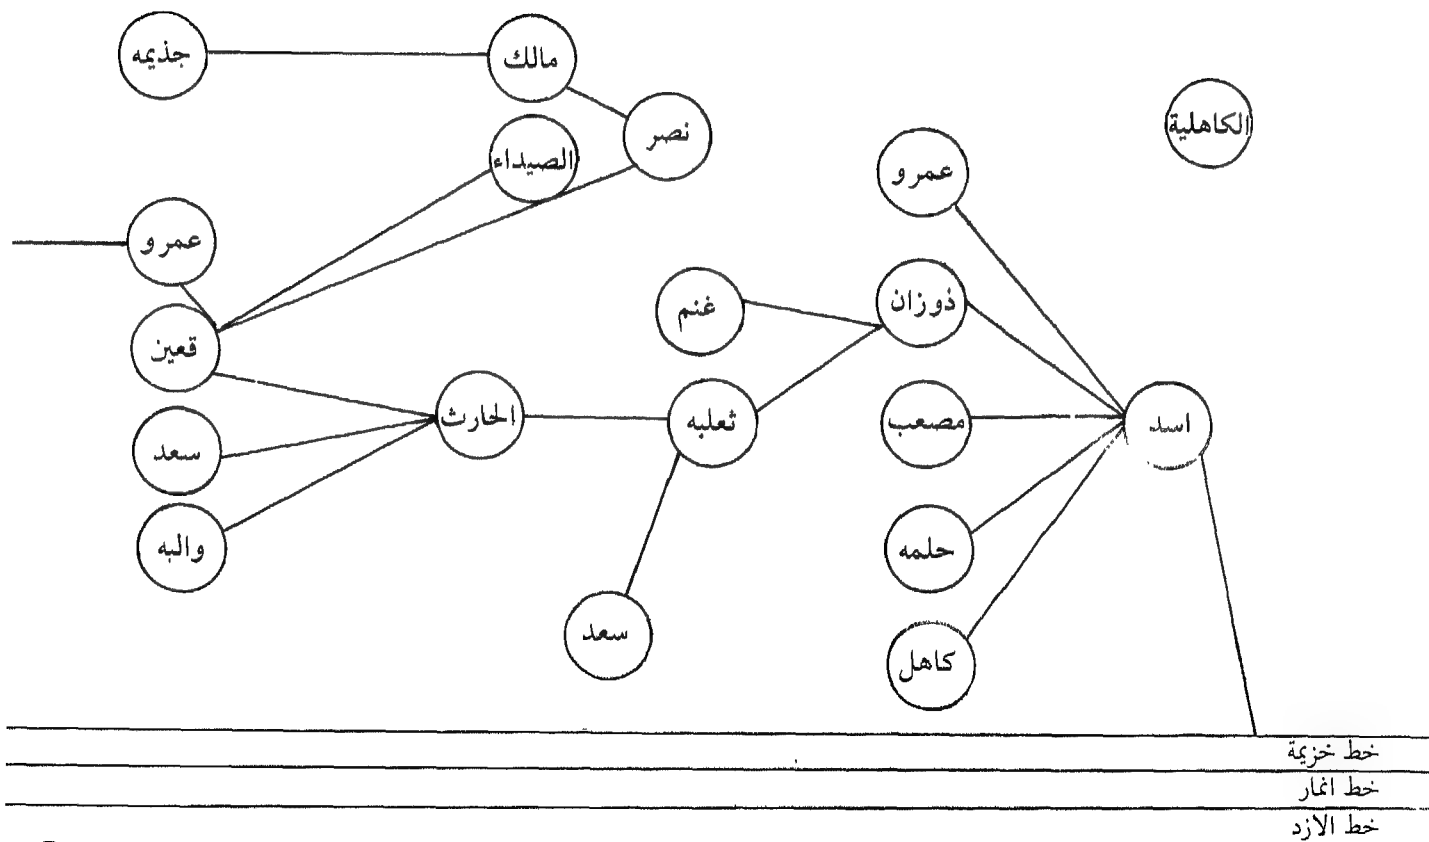 جذيمه
مالك
الكاهلية
نصر
الصيداء
عمرو
عمرو
ذوزان
غنم
قعين
الحارث
ثعلبه
مصعب
اسد
سعد
والبه
حلمه
سعد
كاهل
خط خزيمة
خط انمار
خط الازد